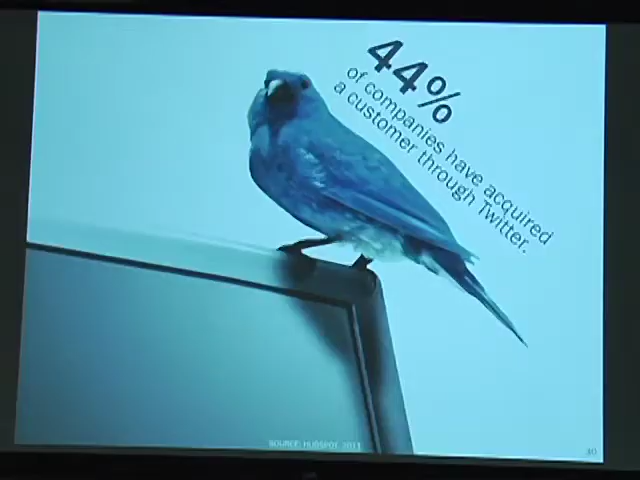 44%
of companies have acquired
a customer through Twitter.
SOURCE: HUBSPOT 2011
30